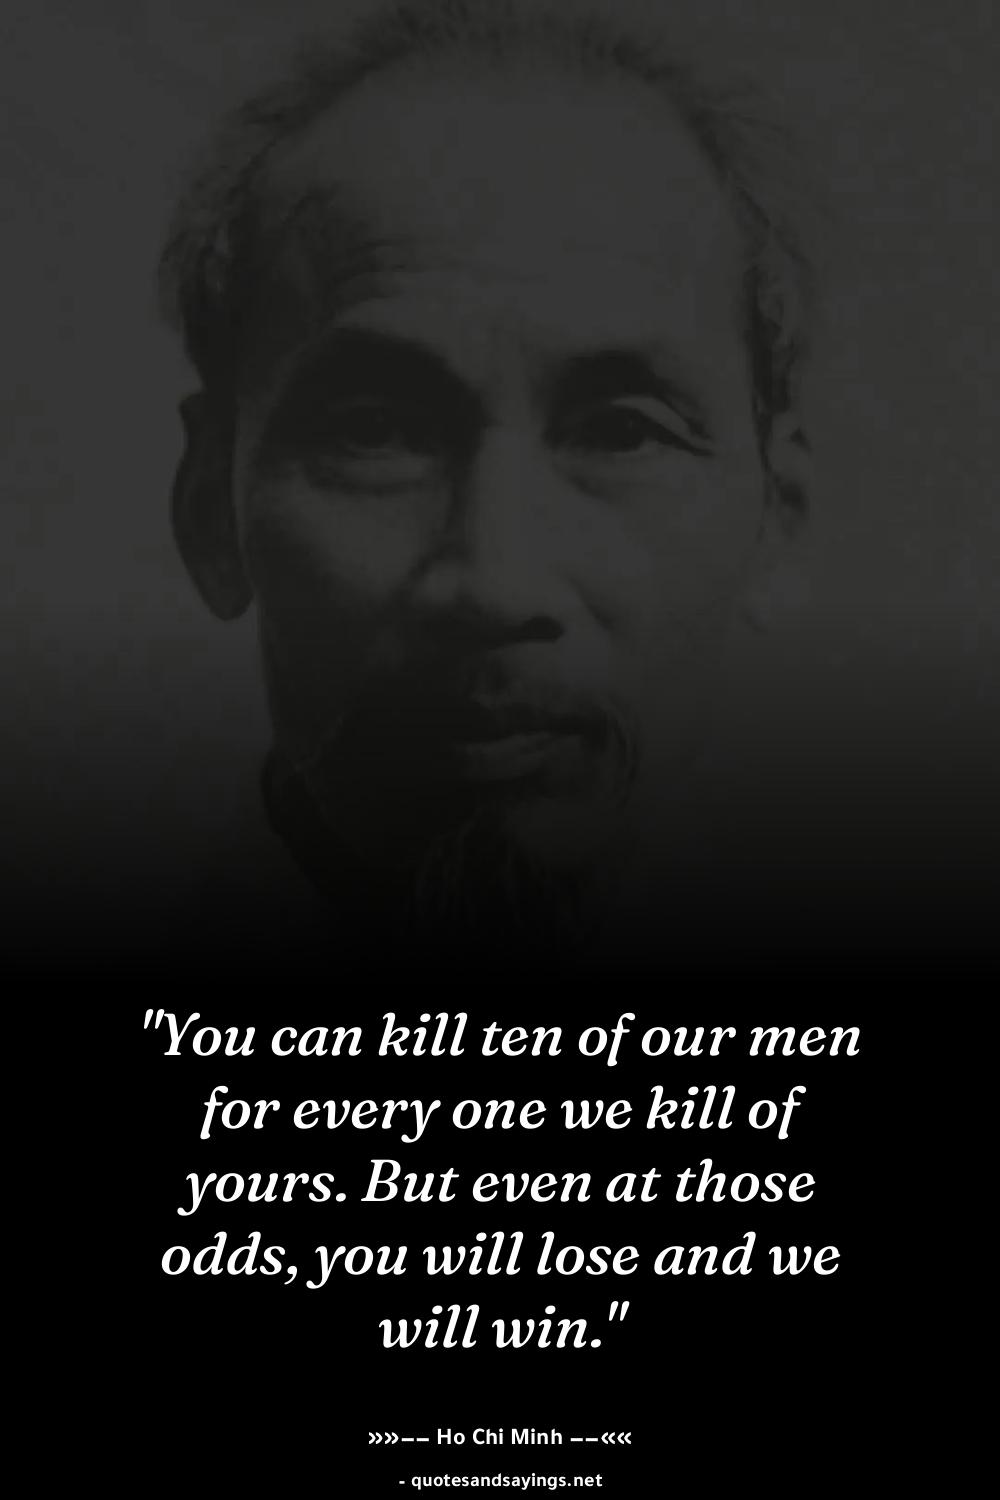 "You can kill ten of our men
for every one we kill of
yours. But even at those
odds, you will lose and we
will win."
»»–– Ho Chi Minh ––««
- quotesandsayings.net